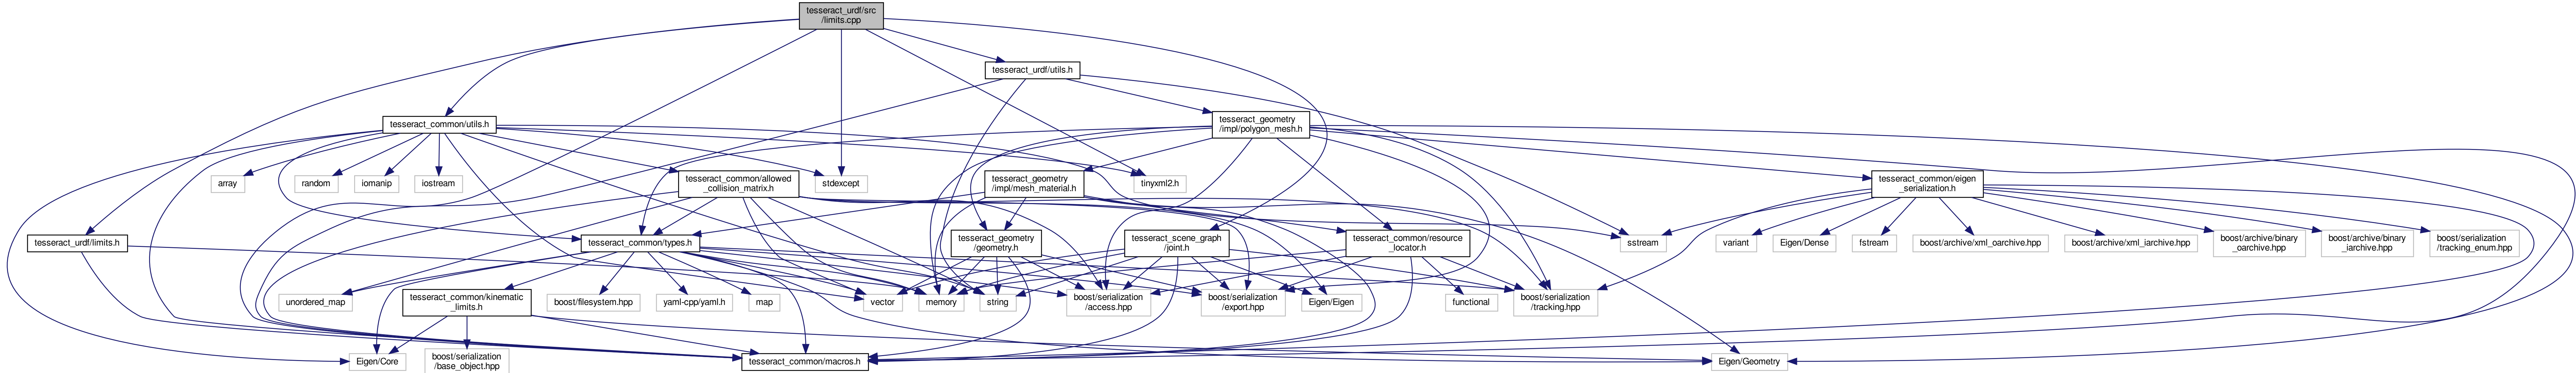 tesseract_urdf/src
/limits.cpp
tesseract_urdf/utils.h
tesseract_common/utils.h
tesseract_geometry
/impl/polygon_mesh.h
array
random
iomanip
iostream
tesseract_common/allowed
_collision_matrix.h
stdexcept
tesseract_geometry
/impl/mesh_material.h
tinyxml2.h
tesseract_common/eigen
_serialization.h
tesseract_urdf/limits.h
tesseract_common/types.h
tesseract_geometry
/geometry.h
tesseract_scene_graph
/joint.h
tesseract_common/resource
_locator.h
sstream
variant
Eigen/Dense
fstream
boost/archive/xml_oarchive.hpp
boost/archive/xml_iarchive.hpp
boost/archive/binary
_oarchive.hpp
boost/archive/binary
_iarchive.hpp
boost/serialization
/tracking_enum.hpp
unordered_map
tesseract_common/kinematic
_limits.h
boost/filesystem.hpp
yaml-cpp/yaml.h
map
vector
memory
string
boost/serialization
/access.hpp
boost/serialization
/export.hpp
Eigen/Eigen
functional
boost/serialization
/tracking.hpp
Eigen/Core
boost/serialization
/base_object.hpp
tesseract_common/macros.h
Eigen/Geometry